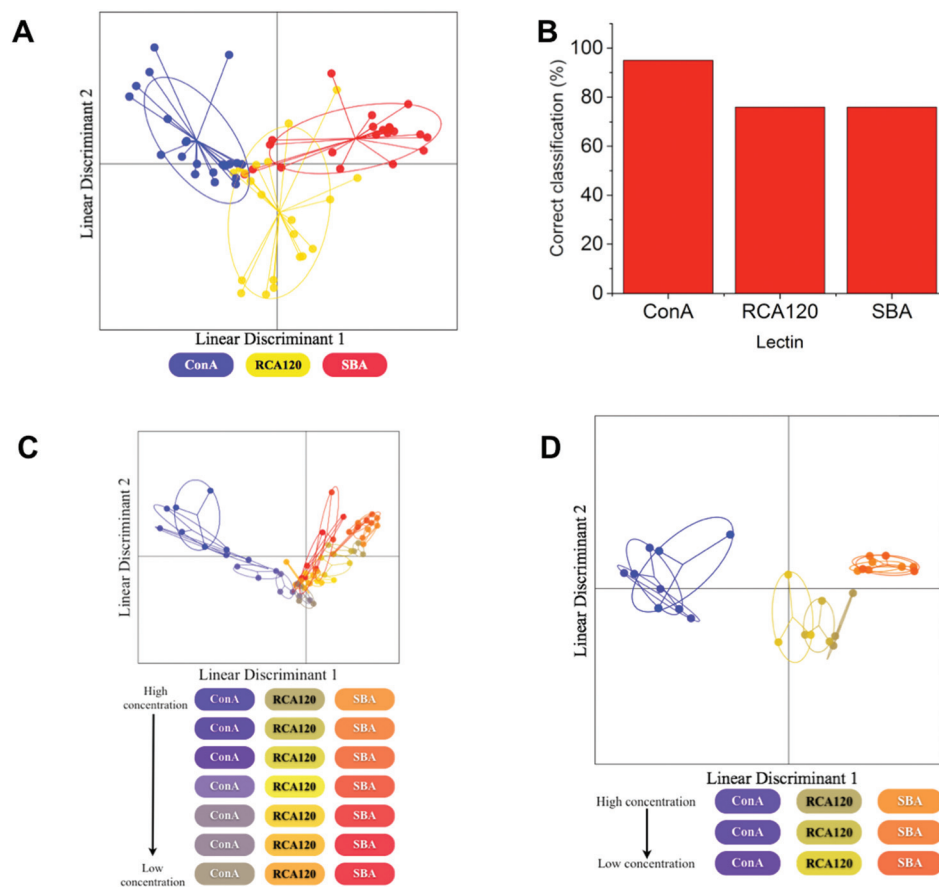 A
Linear Discriminant 2
Linear Discriminant 1
ConA RCA120 SBA
B
Correct classification (%)
100
80
60
40
20
0
ConA RCA120 SBA
Lectin
C
Linear Discriminant 2
Linear Discriminant 1
High
concentration
ConA RCA120 SBA
ConA RCA120 SBA
ConA RCA120 SBA
ConA RCA120 SBA
ConA RCA120 SBA
ConA RCA120 SBA
Low
concentration
ConA RCA120 SBA
D
Linear Discriminant 2
Linear Discriminant 1
High concentration ConA RCA120 SBA
ConA RCA120 SBA
Low concentration ConA RCA120 SBA